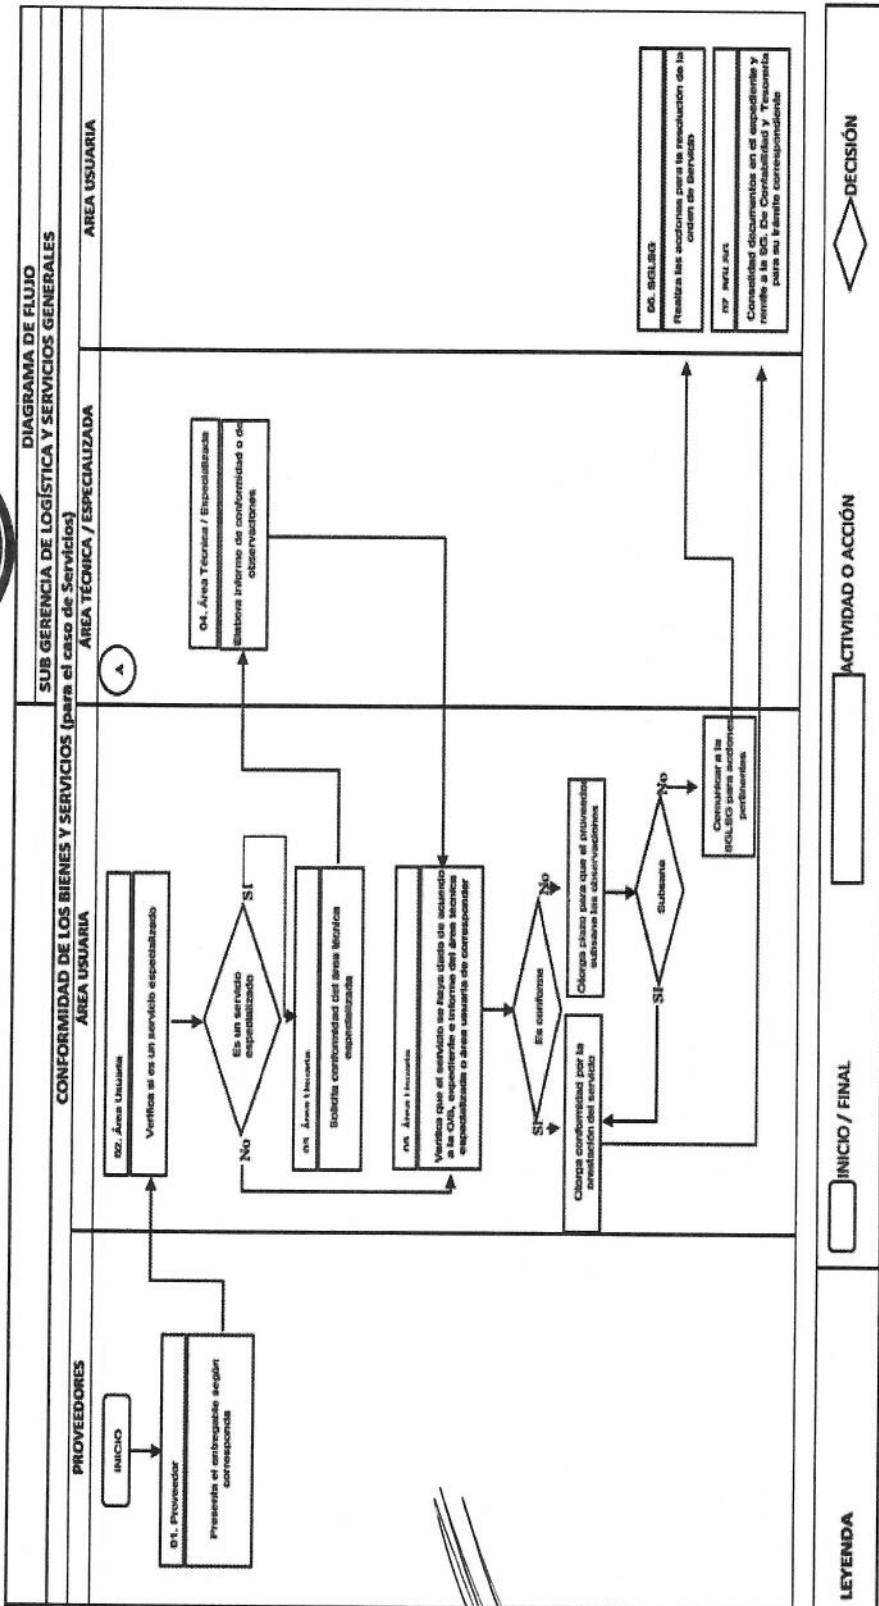 DIAGRAMA DE FLUJO
SUB GERENCIA DE LOGÍSTICA Y SERVICIOS GENERALES
CONFORMIDAD DE LOS BIENES Y SERVICIOS (para el caso de Servicios)
PROVEEDORES
ÁREA USUARIA
ÁREA TÉCNICA / ESPECIALIZADA
AREA USUARIA
INICIO
01. Proveedor
Presenta el entregable según
corresponda
02. Área Usuaria
Verifica si es un servicio especializado
Es un servicio
especializado
No
SI
Área Usuaria
Solicita conformidad del área técnica
especializada
A
04. Área Técnica / Especializada
Elabora informe de conformidad o de
observaciones
Área Usuaria
Verifica que el servicio se haya dado de acuerdo
a la O/S, expediente e informe del área técnica
especializada o área usuaria de corresponder
Es conforme
SI
No
Otorga conformidad por la
prestación del servicio
Otorga plazo para que el proveedor
subsane las observaciones
Subsane
SI
No
Comunicar a la
SGLSG para acciones
pertinentes
06. SGLSG
Realiza las acciones para la resolución de la
orden de Servicio
07
Consolidad documentos en el expediente y
remite a la SG. De Contabilidad y Tesorería
para su trámite correspondiente
LEYENDA
INICIO / FINAL
ACTIVIDAD O ACCIÓN
DECISIÓN